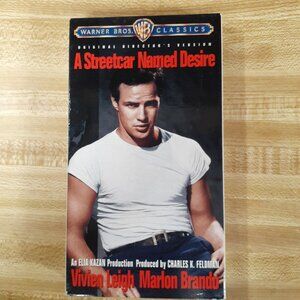 WARNER BROS. WB CLASSICS
ORIGINAL DIRECTOR'S VERSION
A Streetcar Named Desire
An ELIA KAZAN Production Produced by CHARLES K. FELDMAN
Vivien Leigh Marlon Brando